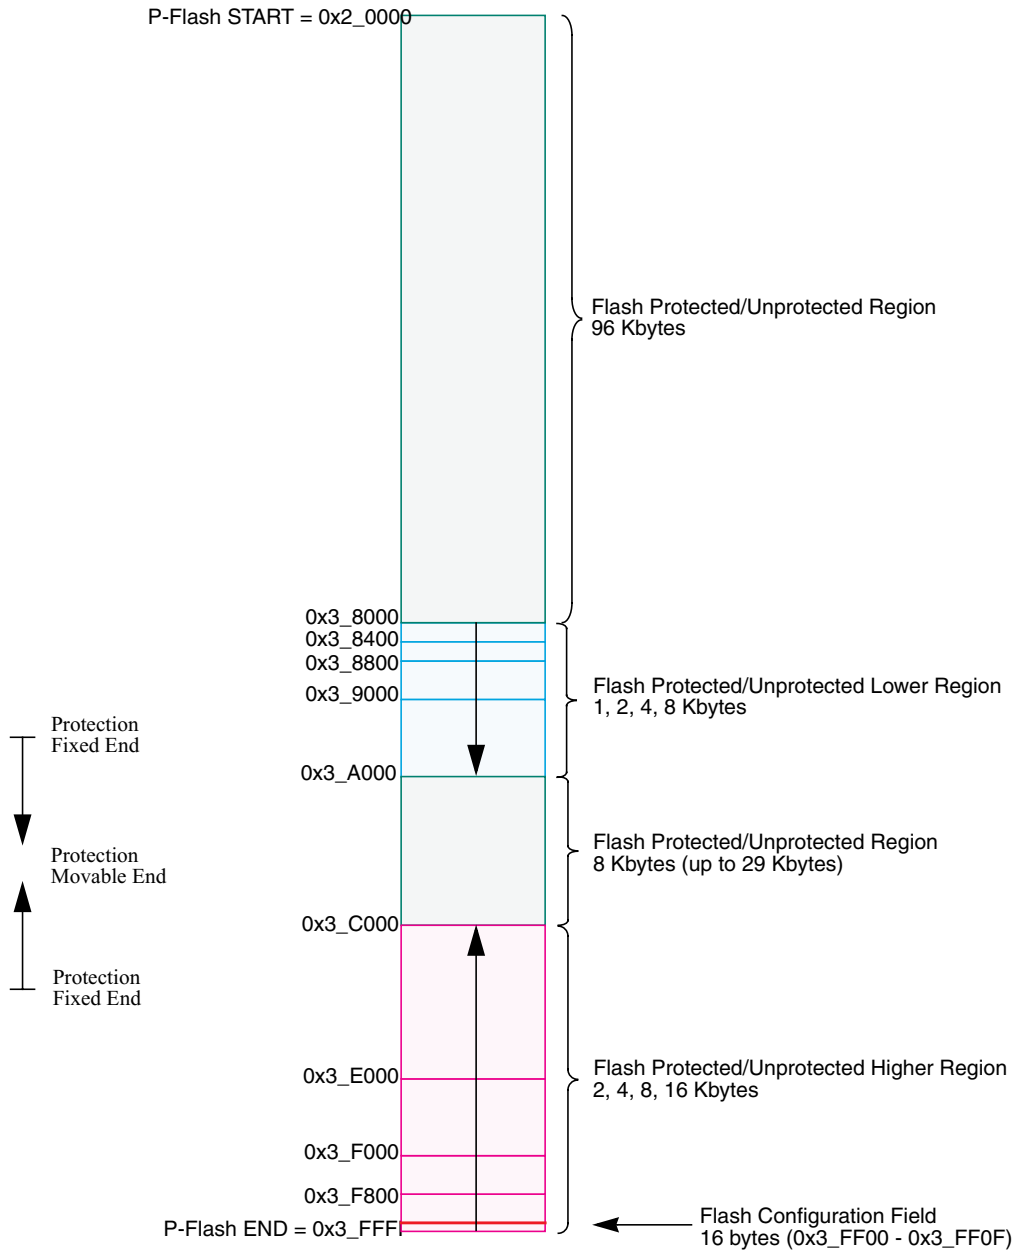 P-Flash START = 0x2_0000
Flash Protected/Unprotected Region
96 Kbytes
0x3_8000
0x3_8400
0x3_8800
0x3_9000
Flash Protected/Unprotected Lower Region
1, 2, 4, 8 Kbytes
Protection
Fixed End
0x3_A000
Protection
Movable End
Flash Protected/Unprotected Region
8 Kbytes (up to 29 Kbytes)
0x3_C000
Protection
Fixed End
0x3_E000
Flash Protected/Unprotected Higher Region
2, 4, 8, 16 Kbytes
0x3_F000
0x3_F800
P-Flash END = 0x3_FFF
Flash Configuration Field
16 bytes (0x3_FF00 - 0x3_FF0F)